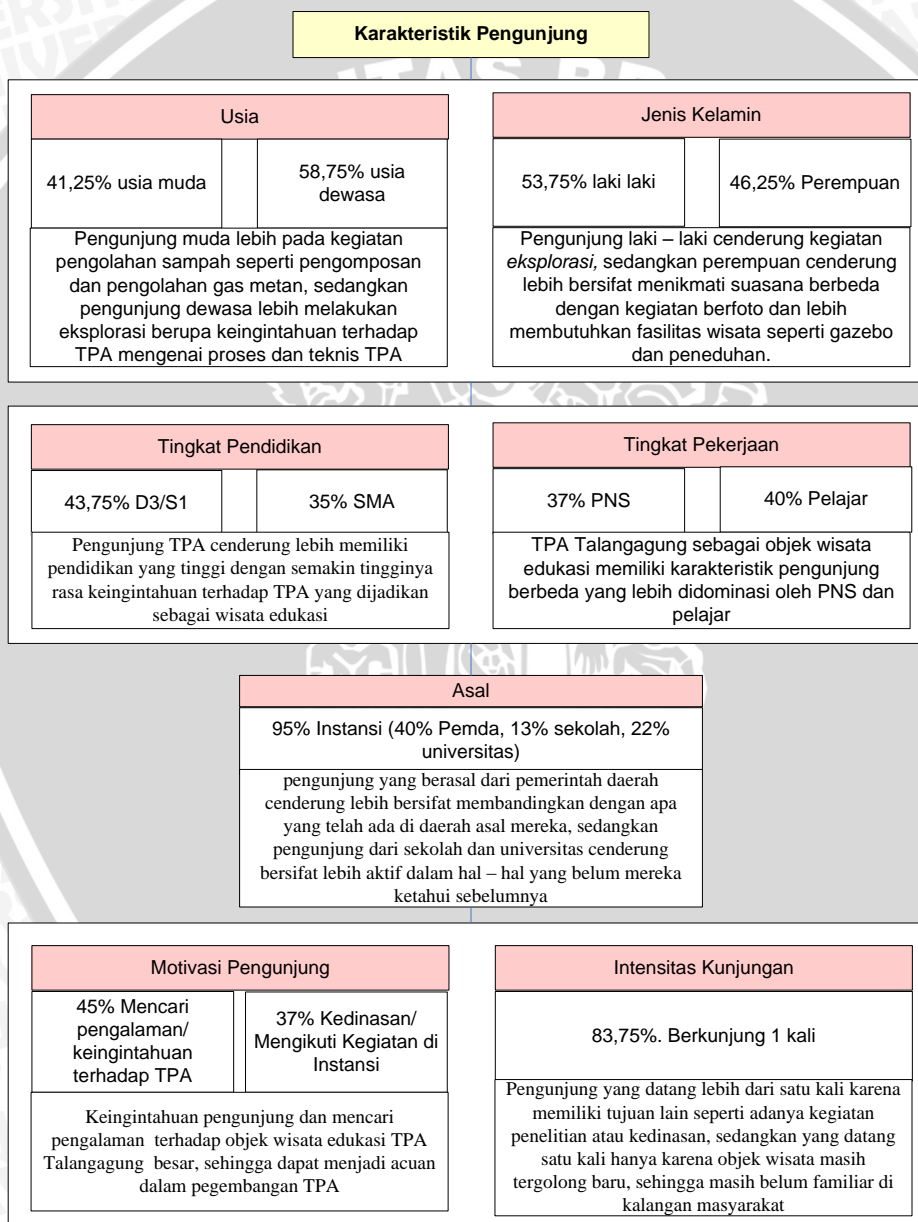 Karakteristik Pengunjung
Usia
41,25% usia muda
58,75% usia
dewasa
Pengunjung muda lebih pada kegiatan
pengolahan sampah seperti pengomposan
dan pengolahan gas metan, sedangkan
pengunjung dewasa lebih melakukan
eksplorasi berupa keingintahuan terhadap
TPA mengenai proses dan teknis TPA
Jenis Kelamin
53,75% laki laki
46,25% Perempuan
Pengunjung laki – laki cenderung kegiatan
eksplorasi, sedangkan perempuan cenderung
lebih bersifat menikmati suasana berbeda
dengan kegiatan berfoto dan lebih
membutuhkan fasilitas wisata seperti gazebo
dan peneduhan.
Tingkat Pendidikan
43,75% D3/S1
35% SMA
Pengunjung TPA cenderung lebih memiliki
pendidikan yang tinggi dengan semakin tingginya
rasa keingintahuan terhadap TPA yang dijadikan
sebagai wisata edukasi
Tingkat Pekerjaan
37% PNS
40% Pelajar
TPA Talangagung sebagai objek wisata
edukasi memiliki karakteristik pengunjung
berbeda yang lebih didominasi oleh PNS dan
pelajar
Asal
95% Instansi (40% Pemda, 13% sekolah, 22%
universitas)
pengunjung yang berasal dari pemerintah daerah
cenderung lebih bersifat membandingkan dengan apa
yang telah ada di daerah asal mereka, sedangkan
pengunjung dari sekolah dan universitas cenderung
bersifat lebih aktif dalam hal – hal yang belum mereka
ketahui sebelumnya
Motivasi Pengunjung
45% Mencari
pengalaman/
keingintahuan
terhadap TPA
37% Kedinasan/
Mengikuti Kegiatan di
Instansi
Keingintahuan pengunjung dan mencari
pengalaman terhadap objek wisata edukasi TPA
Talangagung besar, sehingga dapat menjadi acuan
dalam pegembangan TPA
Intensitas Kunjungan
83,75%. Berkunjung 1 kali
Pengunjung yang datang lebih dari satu kali karena
memiliki tujuan lain seperti adanya kegiatan
penelitian atau kedinasan, sedangkan yang datang
satu kali hanya karena objek wisata masih
tergolong baru, sehingga masih belum familiar di
kalangan masyarakat